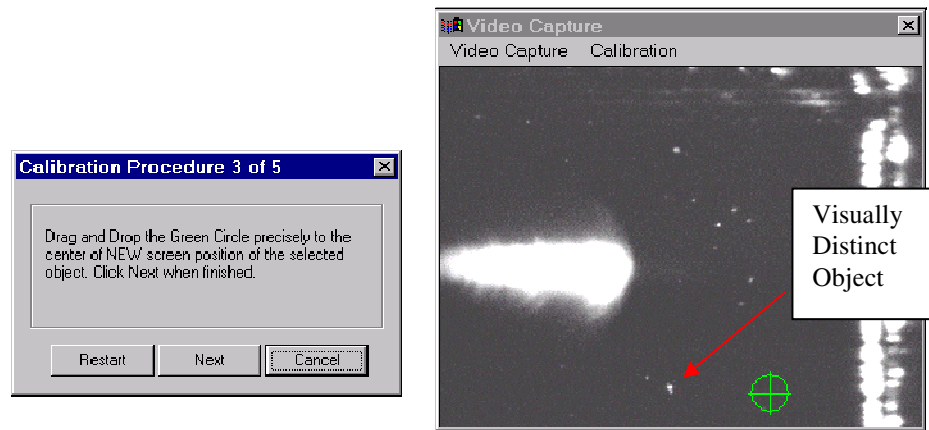 Calibration Procedure 3 of 5
Drag and Drop the Green Circle precisely to the
center of NEW screen position of the selected
object. Click Next when finished.
Restart Next Cancel
Video Capture
Video Capture Calibration
Visually
Distinct
Object